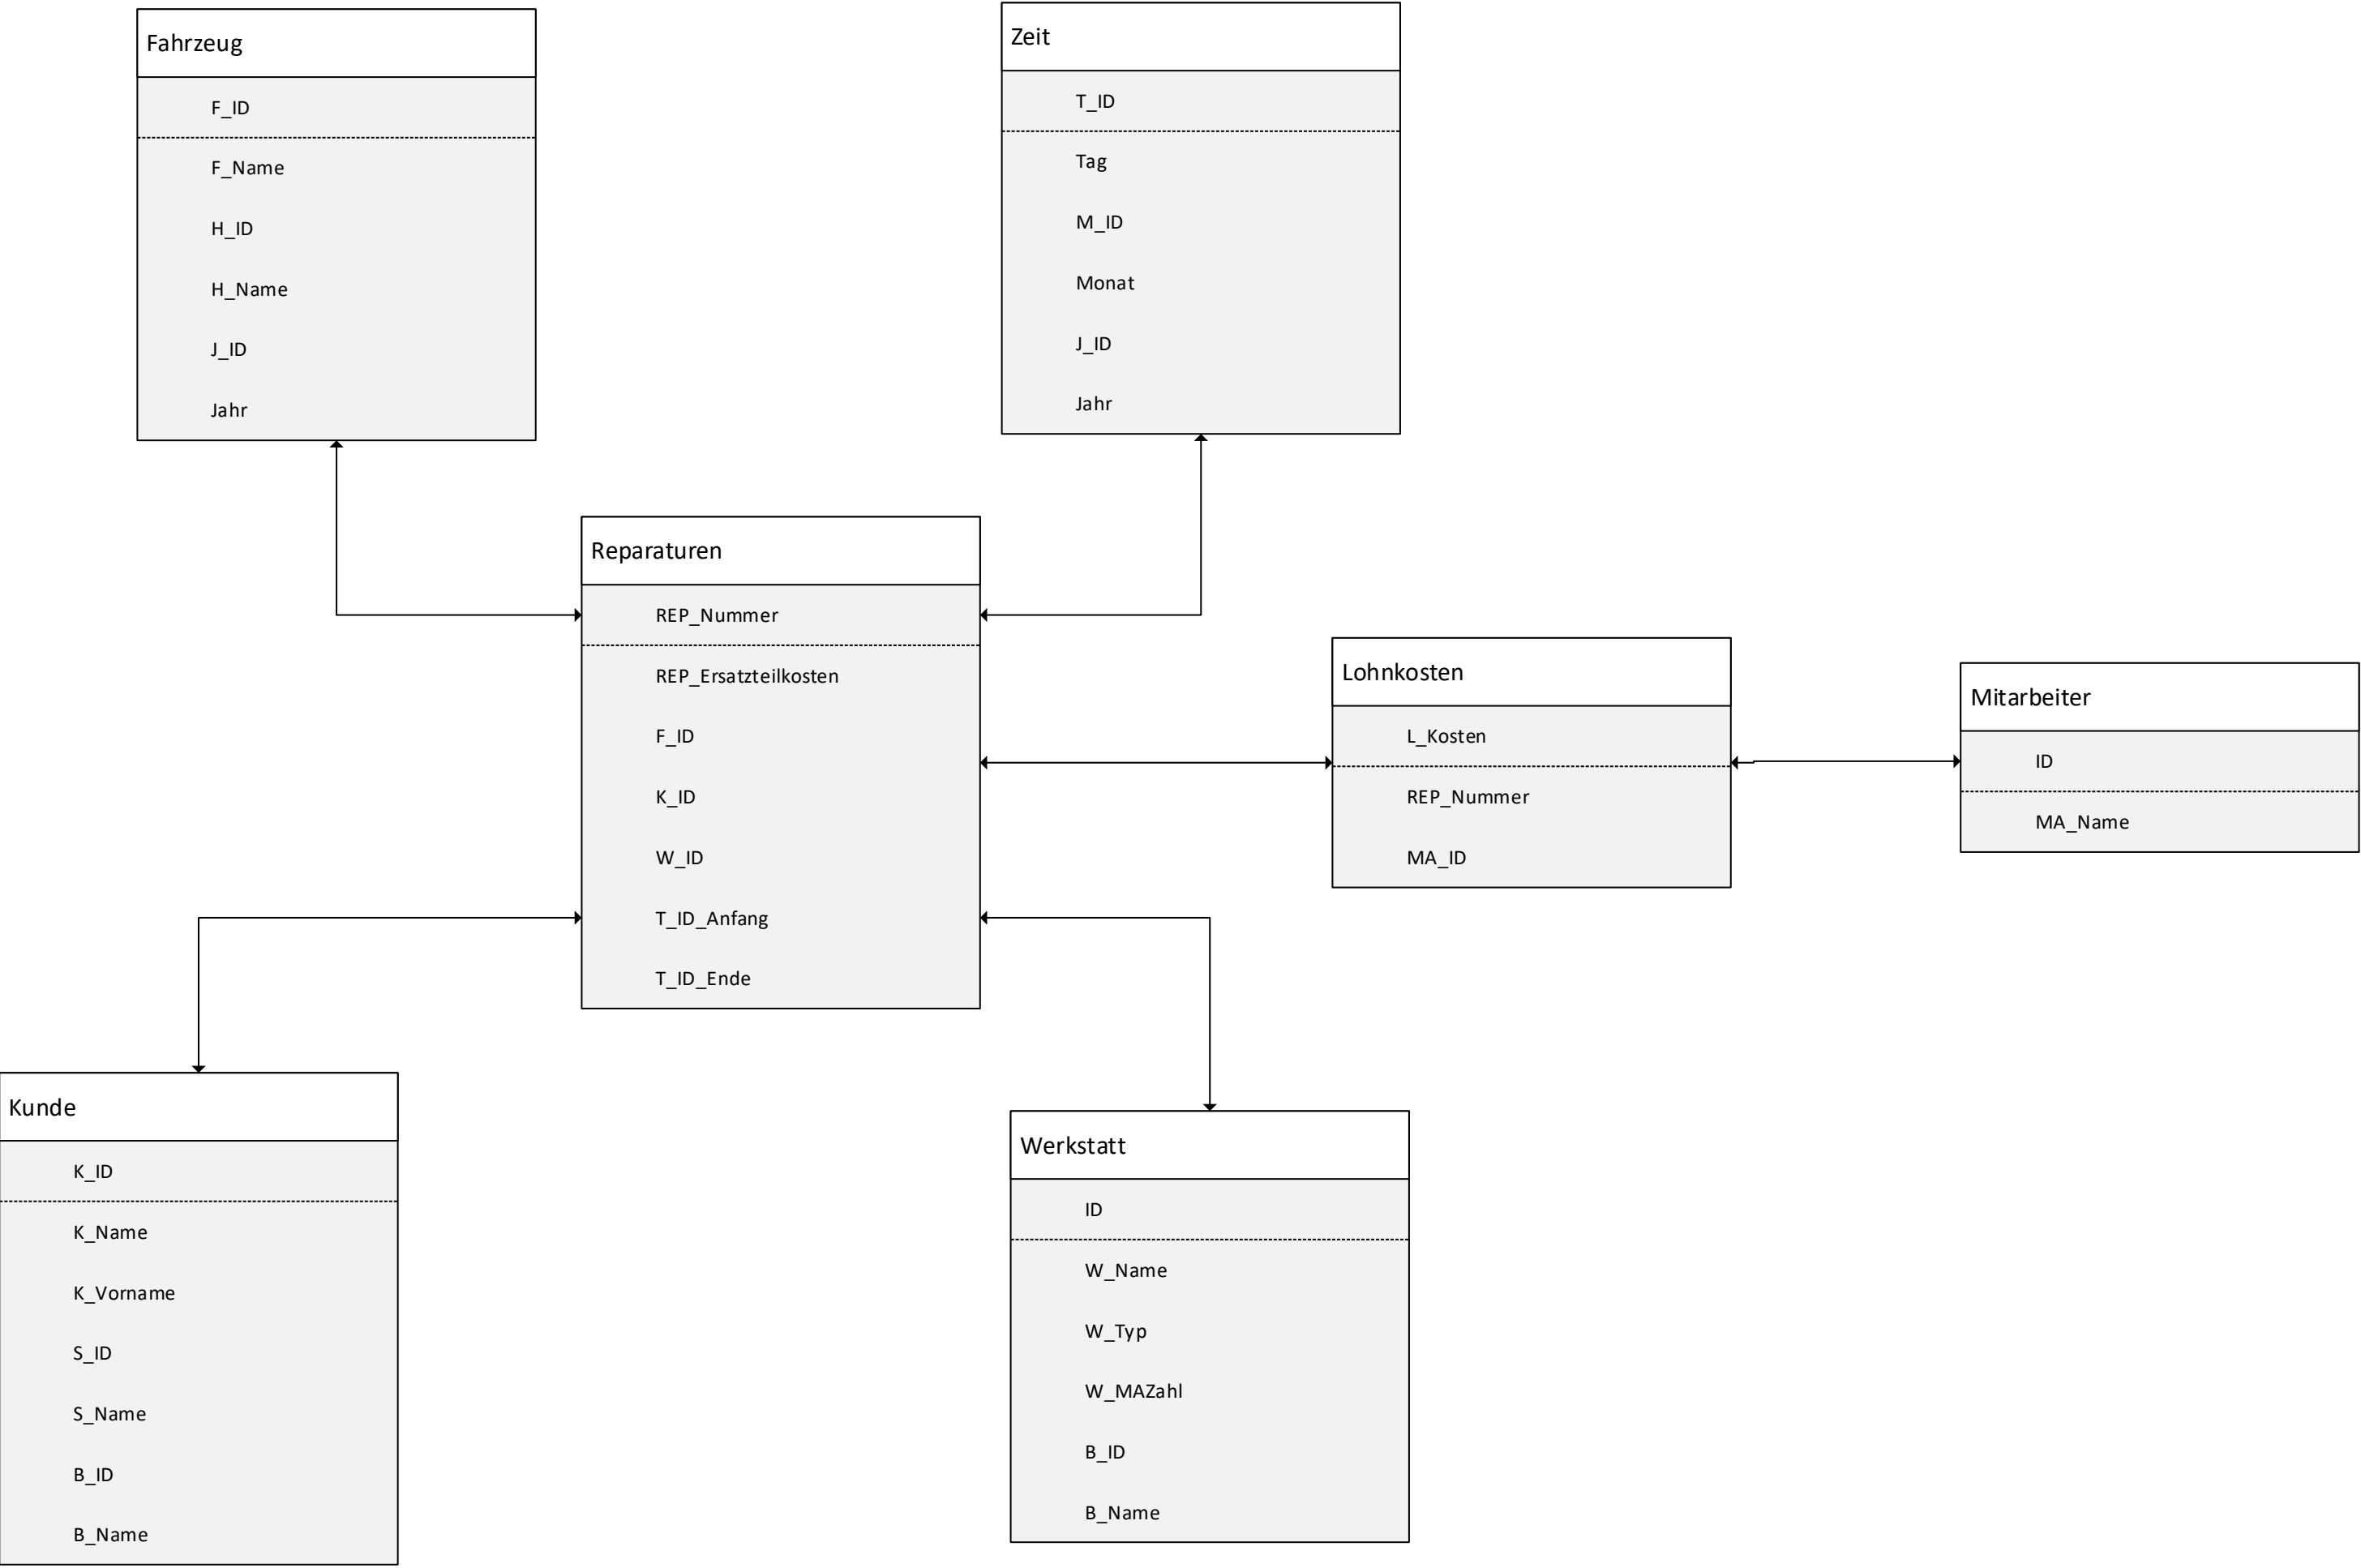 Fahrzeug
F_ID
F_Name
H_ID
H_Name
J_ID
Jahr
Zeit
T_ID
Tag
M_ID
Monat
J_ID
Jahr
Reparaturen
REP_Nummer
REP_Ersatzteilkosten
F_ID
K_ID
W_ID
T_ID_Anfang
T_ID_Ende
Lohnkosten
L_Kosten
REP_Nummer
MA_ID
Mitarbeiter
ID
MA_Name
Kunde
K_ID
K_Name
K_Vorname
S_ID
S_Name
B_ID
B_Name
Werkstatt
ID
W_Name
W_Typ
W_MAZahl
B_ID
B_Name